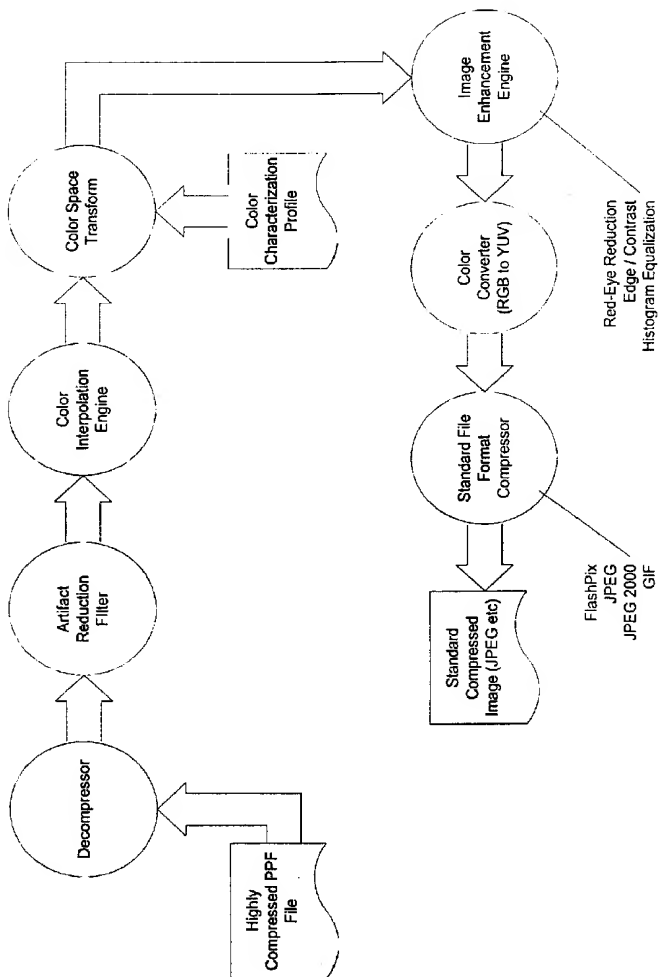 Highly
Compressed PPF
File
Decompressor
Artifact
Reduction
Filter
Color
Interpolation
Engine
Color Space
Transform
Color
Characterization
Profile
Image
Enhancement
Engine
Red-Eye Reduction
Edge / Contrast
Histogram Equalization
Color
Converter
(RGB to YUV)
Standard File
Format
Compressor
FlashPix
JPEG
JPEG 2000
GIF
Standard
Compressed
Image (JPEG etc)